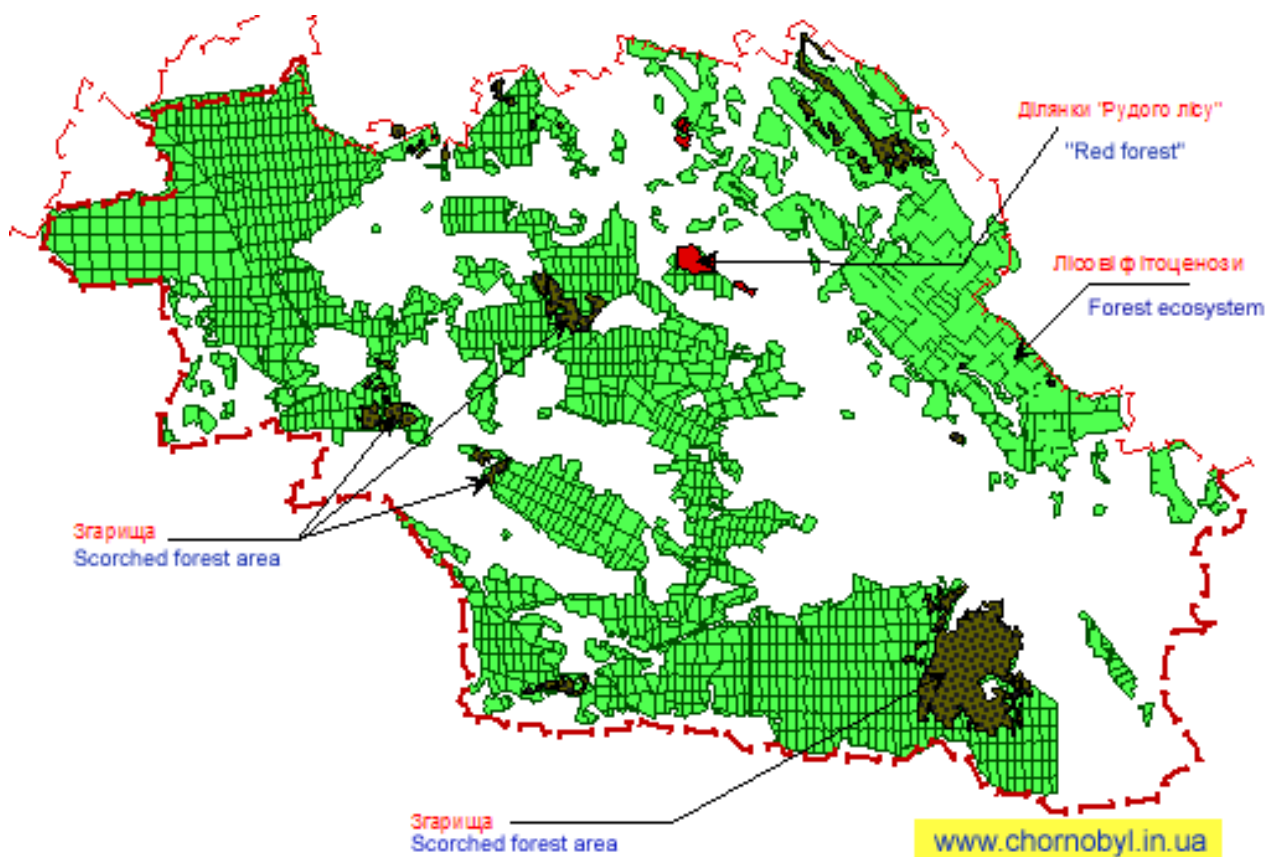 Ділянки "Рудого лісу"
"Red forest"
Лісові фітоценози
Forest ecosystem
Згарища
Scorched forest area
Згарища
Scorched forest area
www.chornobyl.in.ua